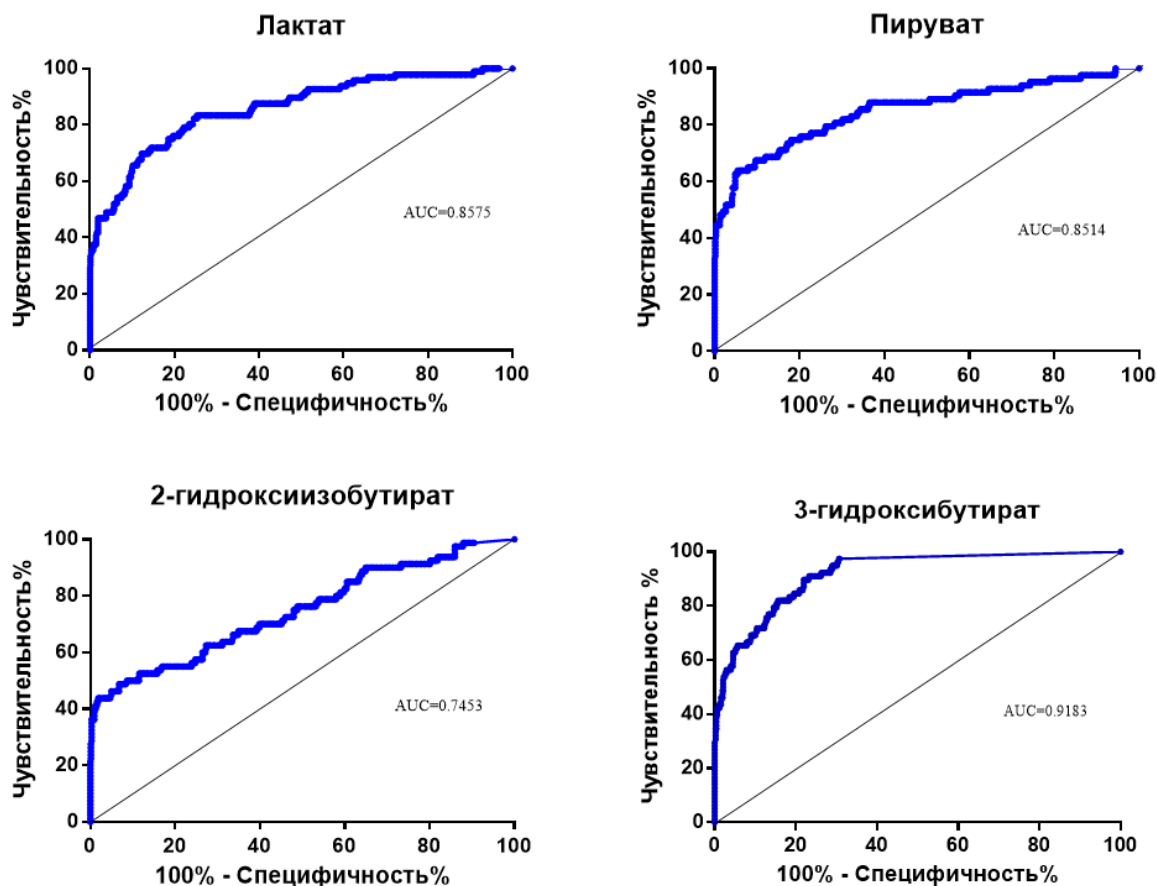 Лактат
Чувствительность%
100
80
60
40
20
0
AUC=0.8575
0 20 40 60 80 100
100% - Специфичность%
Пируват
Чувствительность%
100
80
60
40
20
0
AUC=0.8514
0 20 40 60 80 100
100% - Специфичность%
2-гидроксиизобутират
Чувствительность %
100
80
60
40
20
0
AUC=0.7453
0 20 40 60 80 100
100% - Специфичность%
3-гидроксибутират
Чувствительность %
100
80
60
40
20
0
AUC=0.9183
0 20 40 60 80 100
100% - Специфичность%